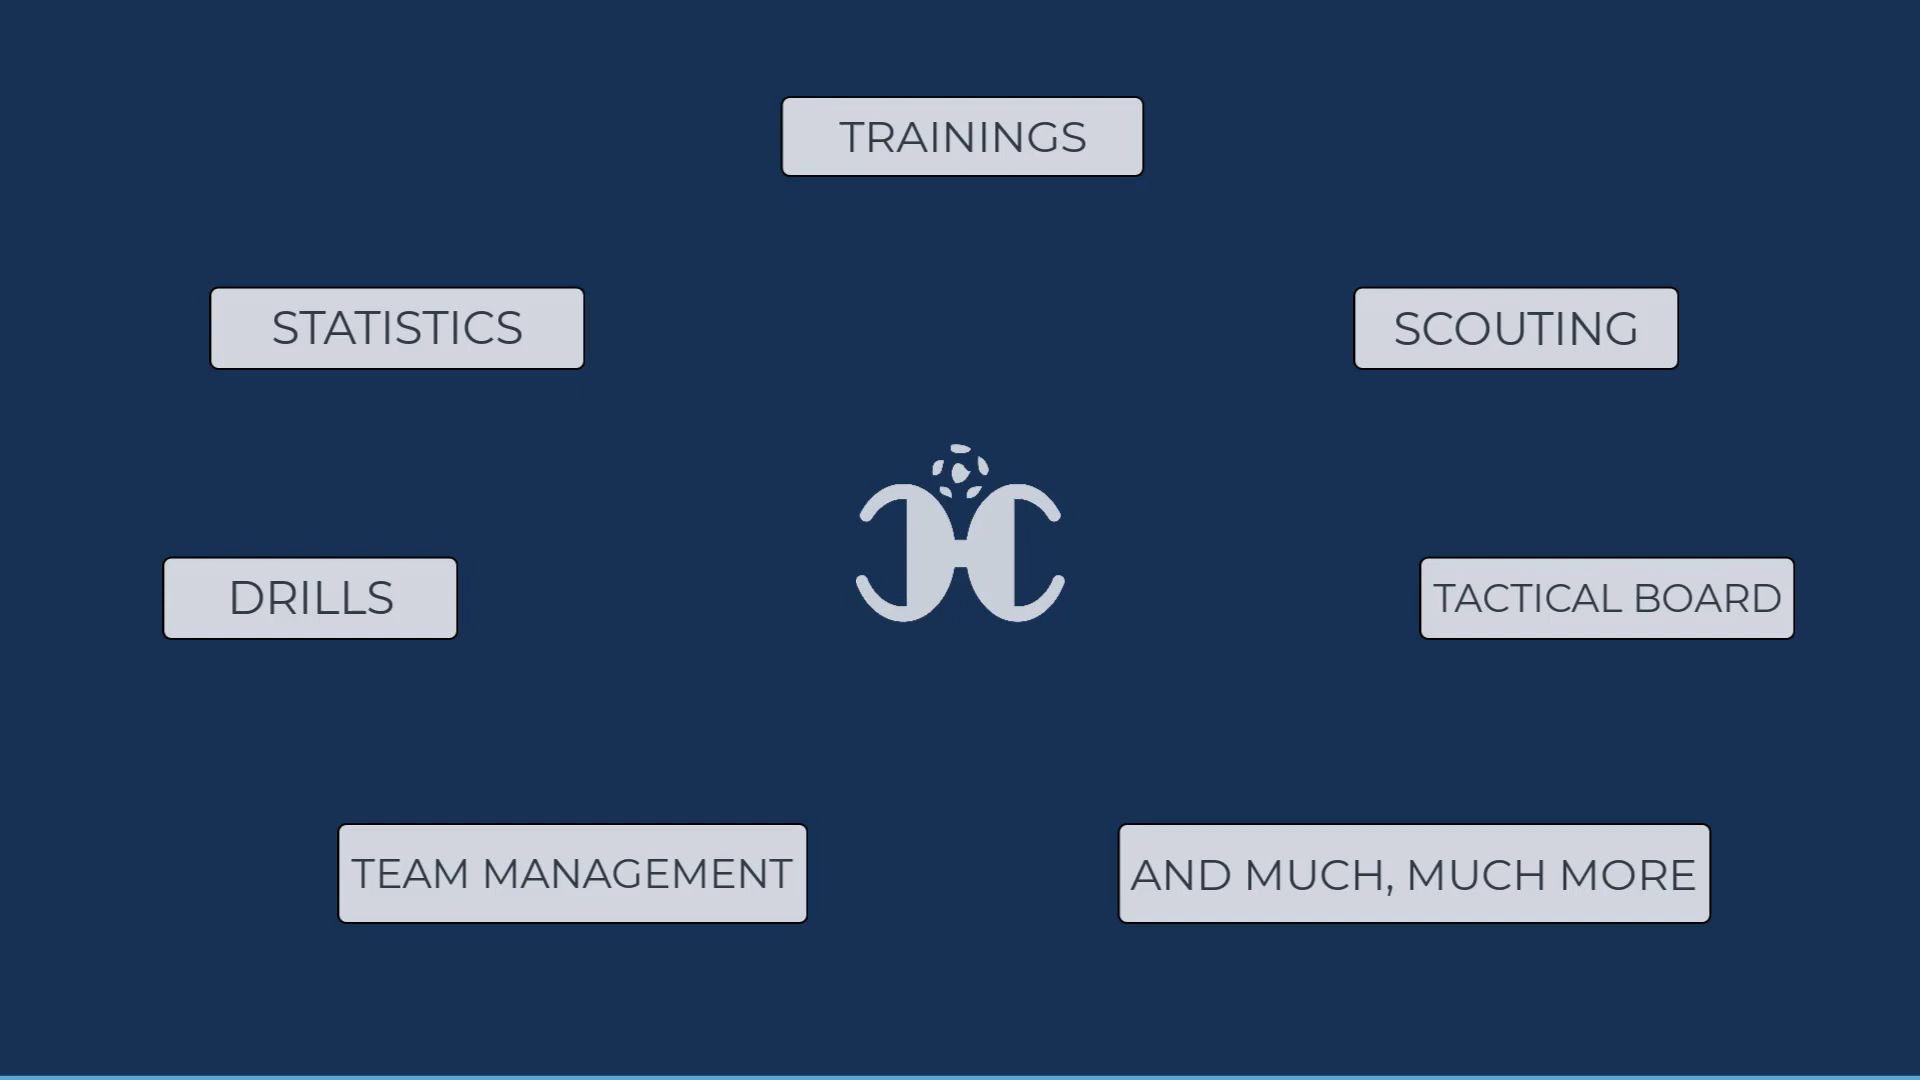 TRAININGS
STATISTICS
SCOUTING
DRILLS
TACTICAL BOARD
TEAM MANAGEMENT
AND MUCH, MUCH MORE